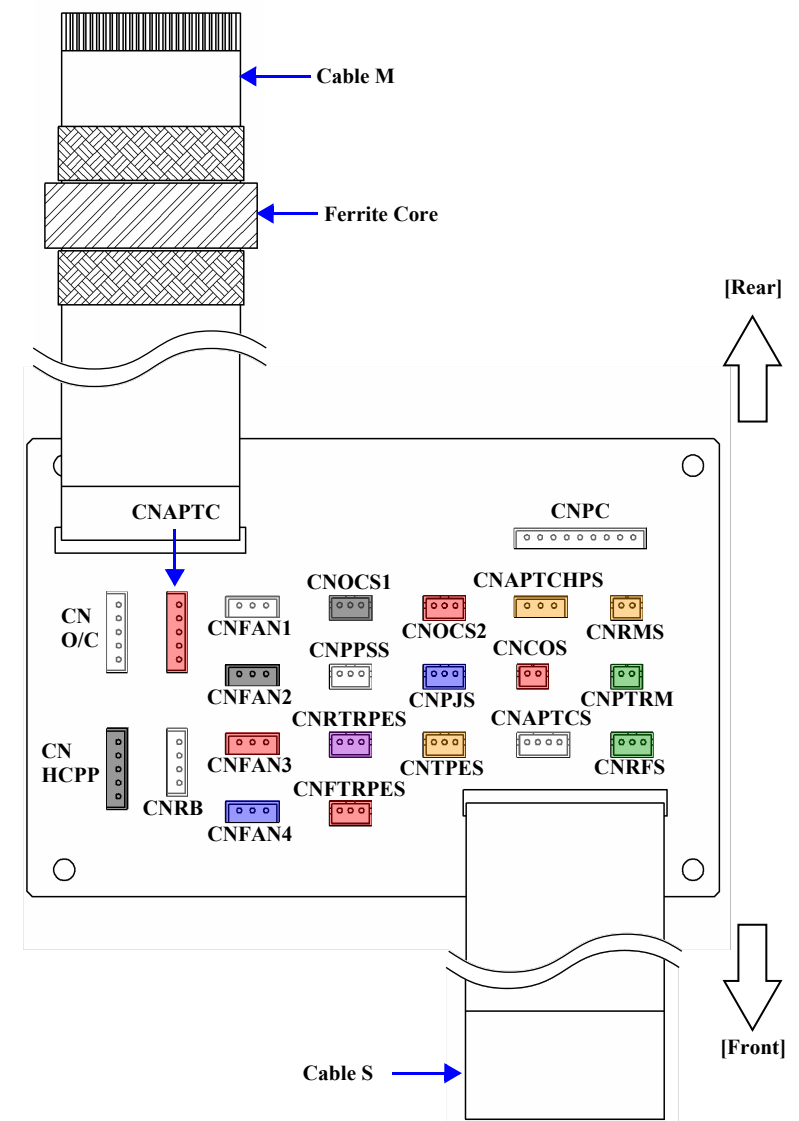 Cable M
Ferrite Core
[Rear]
CNAPTC
CNPC
CNOCS1
CNAPTCHPS
CN
O/C
CNFAN1
CNOCS2
CNRMS
CNPPSS
CNCOS
CNFAN2
CNPJS
CNPTRM
CNRTRPES
CNAPTCS
CN
HCPP
CNFAN3
CNTPES
CNRFS
CNFTRPES
CNRB
CNFAN4
[Front]
Cable S